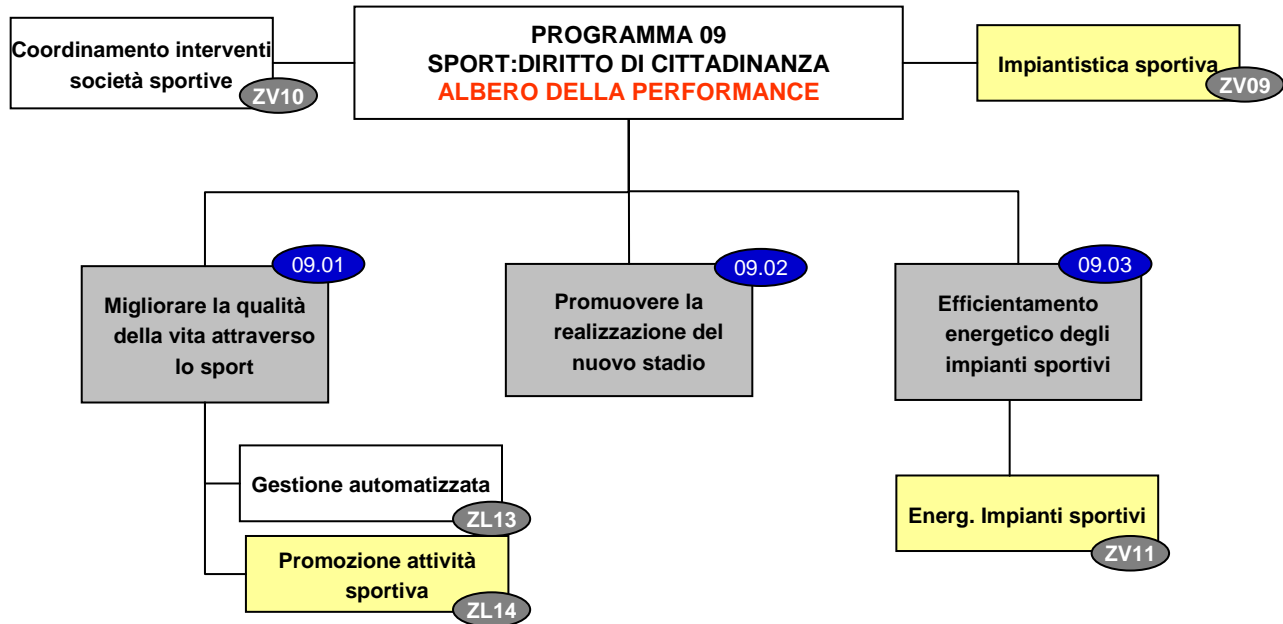 Coordinamento interventi
società sportive
ZV10
PROGRAMMA 09
SPORT:DIRITTO DI CITTADINANZA
ALBERO DELLA PERFORMANCE
Impiantistica sportiva
ZV09
09.01
Migliorare la qualità
della vita attraverso
lo sport
09.02
Promuovere la
realizzazione del
nuovo stadio
09.03
Efficientamento
energetico degli
impianti sportivi
Gestione automatizzata
ZL13
Promozione attività
sportiva
ZL14
Energ. Impianti sportivi
ZV11